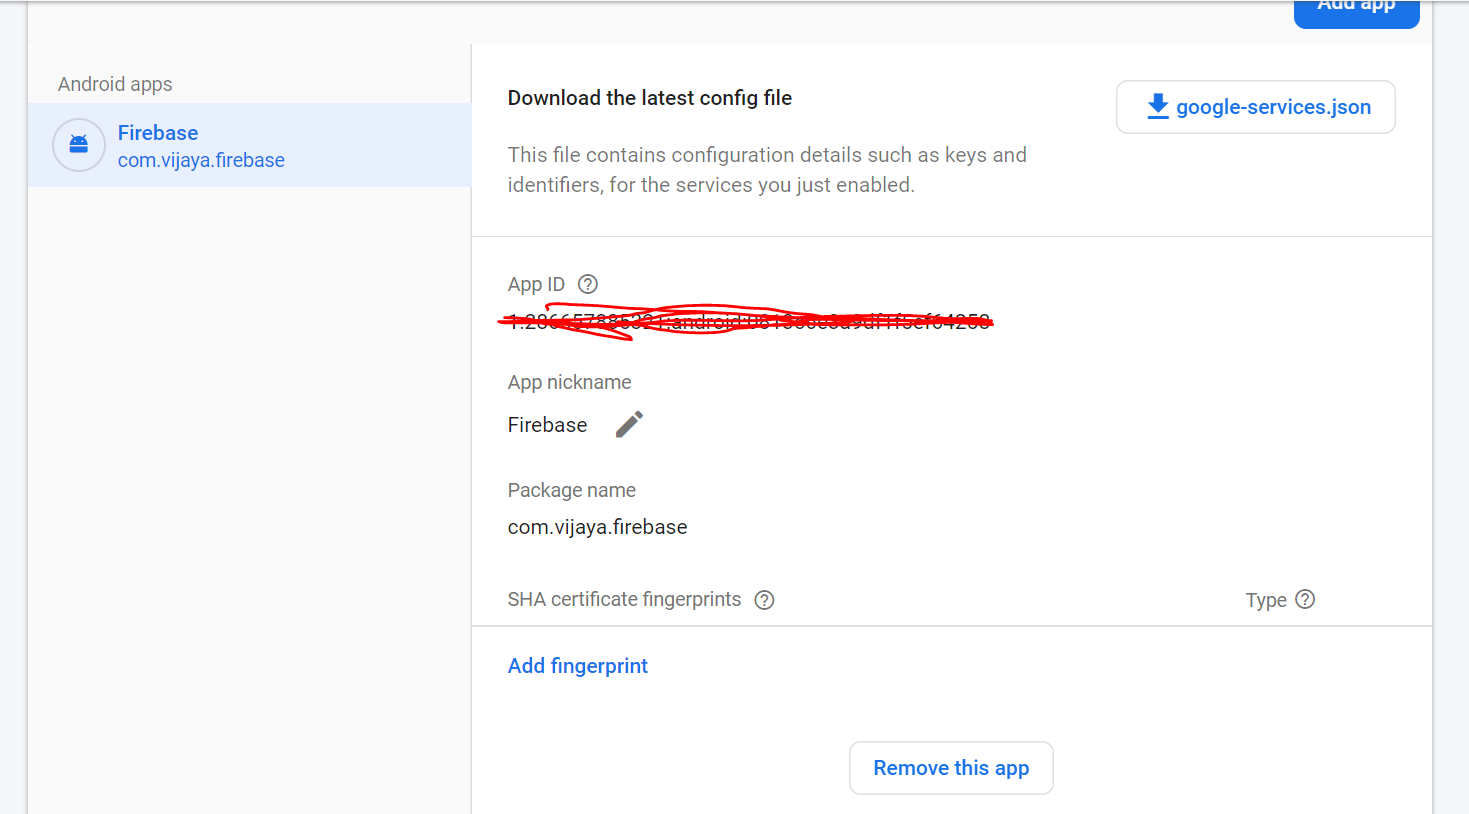 Add app
Android apps
Firebase
com.vijaya.firebase
Download the latest config file
google-services.json
This file contains configuration details such as keys and
identifiers, for the services you just enabled.
App ID
App nickname
Firebase
Package name
com.vijaya.firebase
SHA certificate fingerprints
Type
Add fingerprint
Remove this app